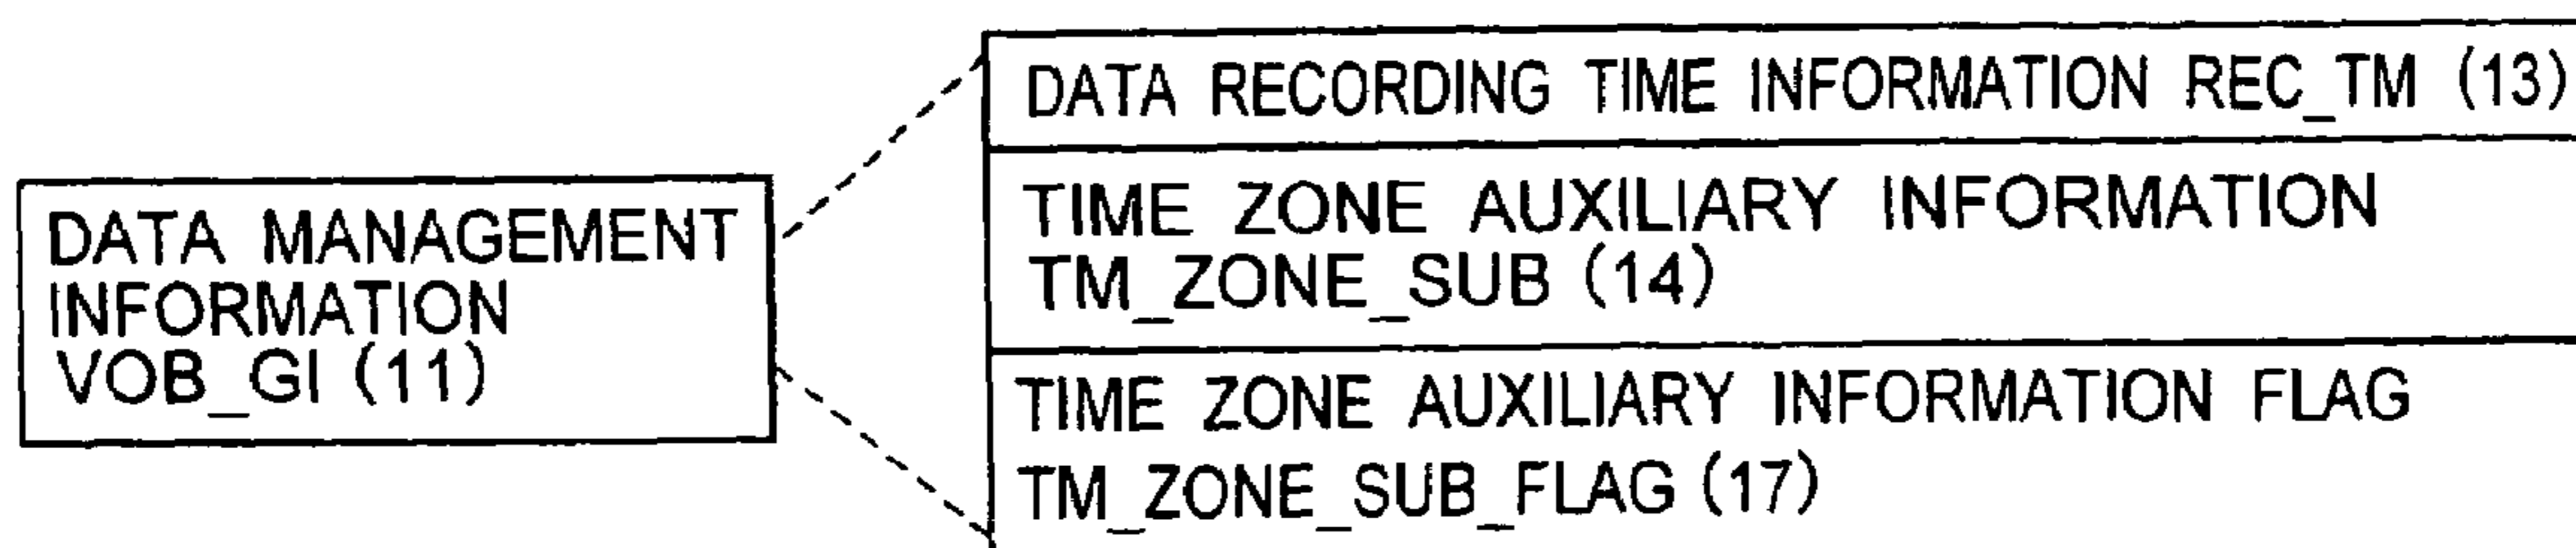 DATA MANAGEMENT
INFORMATION
VOB_GI (11)
DATA RECORDING TIME INFORMATION REC_TM (13)
TIME ZONE AUXILIARY INFORMATION
TM_ZONE_SUB (14)
TIME ZONE AUXILIARY INFORMATION FLAG
TM_ZONE_SUB_FLAG (17)